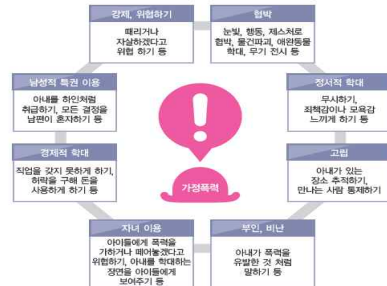 강제, 위협하기
때리거나
자살하겠다고
위협 하기 등
협박
눈빛, 행동, 제스처로
협박, 물건파괴, 애완동물
학대, 무기 전시 등
남성적 특권 이용
아내를 하인처럼
취급하기, 모든 결정을
남편이 혼자하기 등
정서적 학대
무시하기,
죄책감이나 모욕감
느끼게 하기 등
경제적 학대
직업을 갖지 못하게 하기,
허락을 구해 돈을
사용하게 하기 등
가정폭력
고립
아내가 있는
장소 추적하기,
만나는 사람 통제하기
자녀 이용
아이들에게 폭력을
가하거나 떼어놓겠다고
위협하기, 아내를 학대하는
장면을 아이들에게
보여주기 등
부인, 비난
아내가 폭력을
유발한 것 처럼
말하기 등